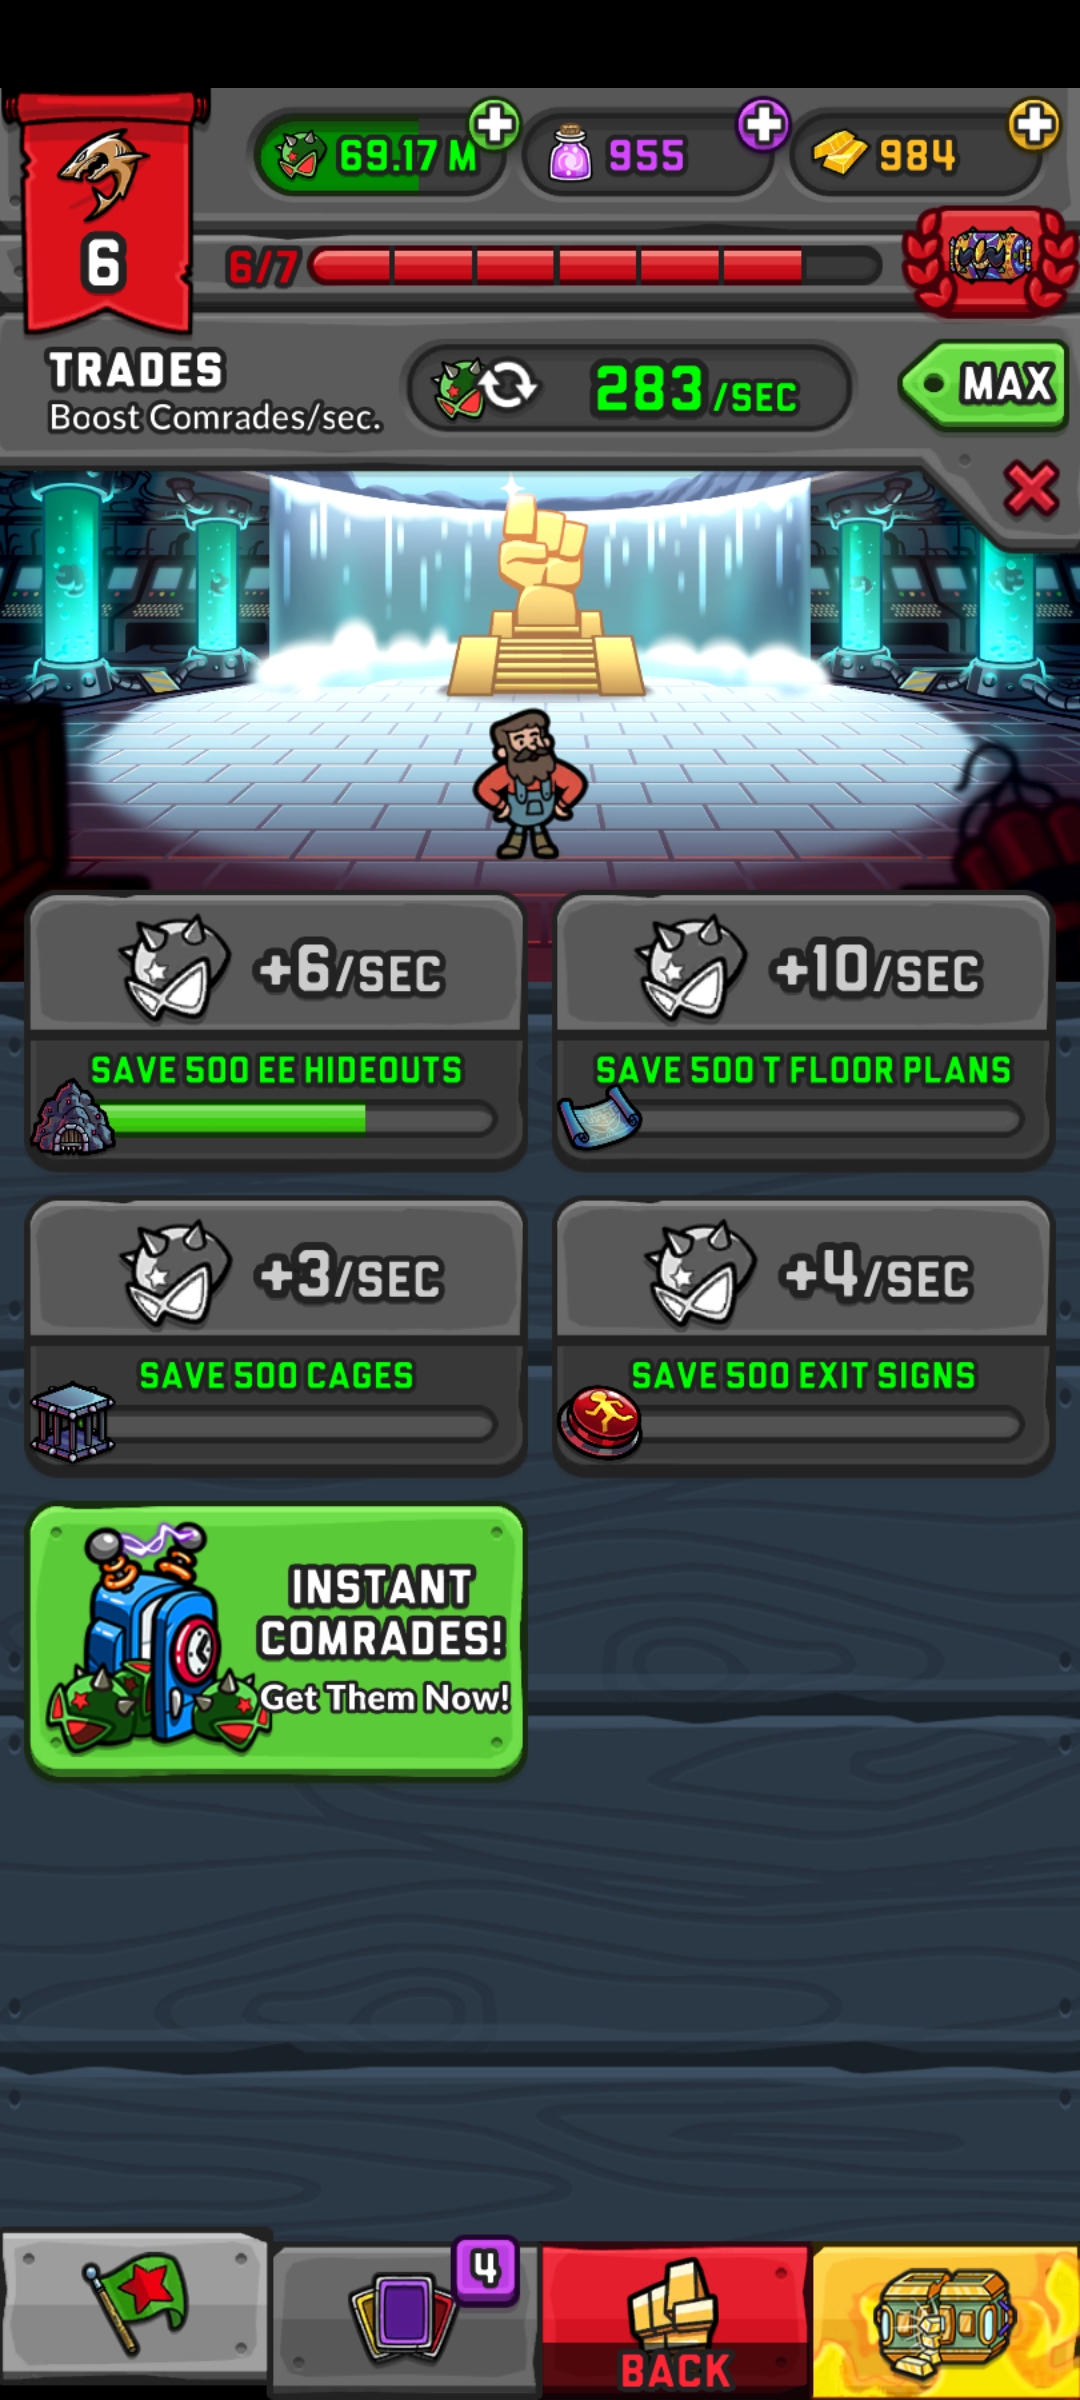 69.17 M
955
984
6
6/7
TRADES
Boost Comrades/sec.
283/SEC
MAX
+6/SEC
SAVE 500 EE HIDEOUTS
+10/SEC
SAVE 500 T FLOOR PLANS
+3/SEC
SAVE 500 CAGES
+4/SEC
SAVE 500 EXIT SIGNS
INSTANT
COMRADES!
Get Them Now!
4
BACK